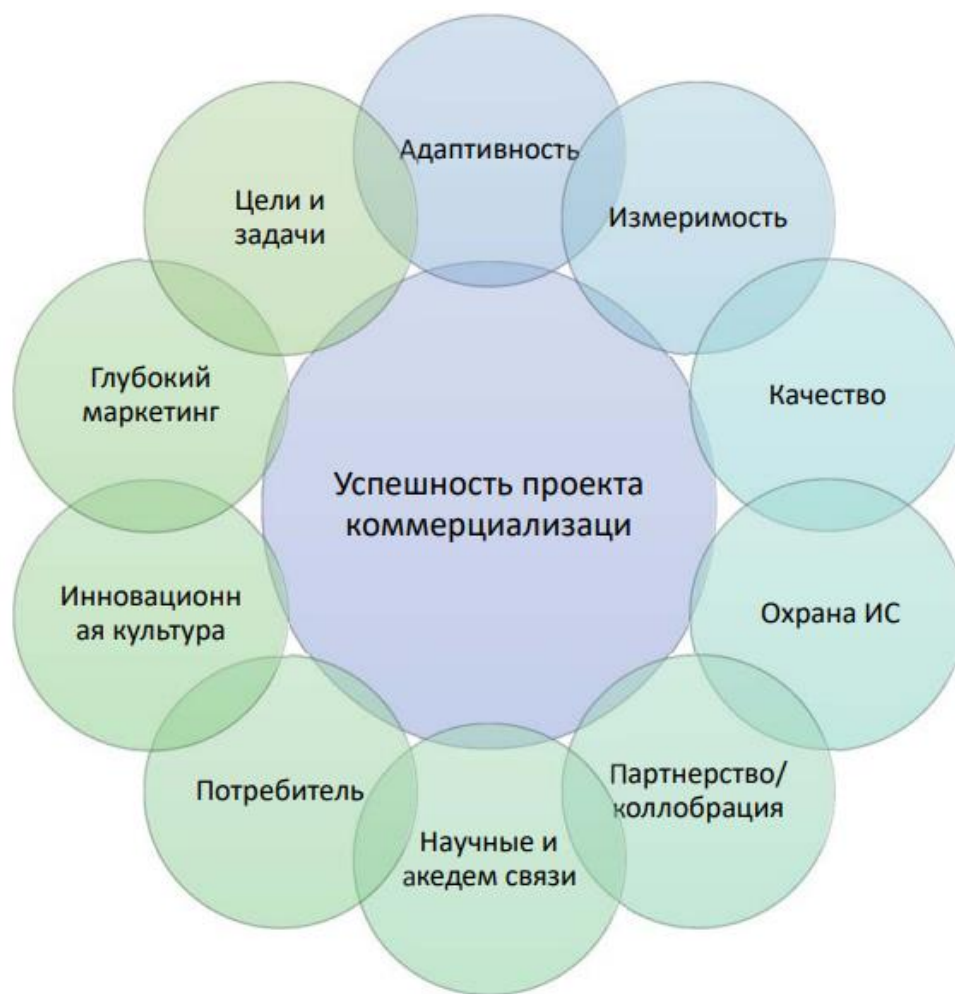 Адаптивность
Измеримость
Качество
Охрана ИС
Партнерство/
коллобрация
Научные и
акедем связи
Потребитель
Инновационн
ая культура
Глубокий
маркетинг
Цели и
задачи
Успешность проекта
коммерциализаци